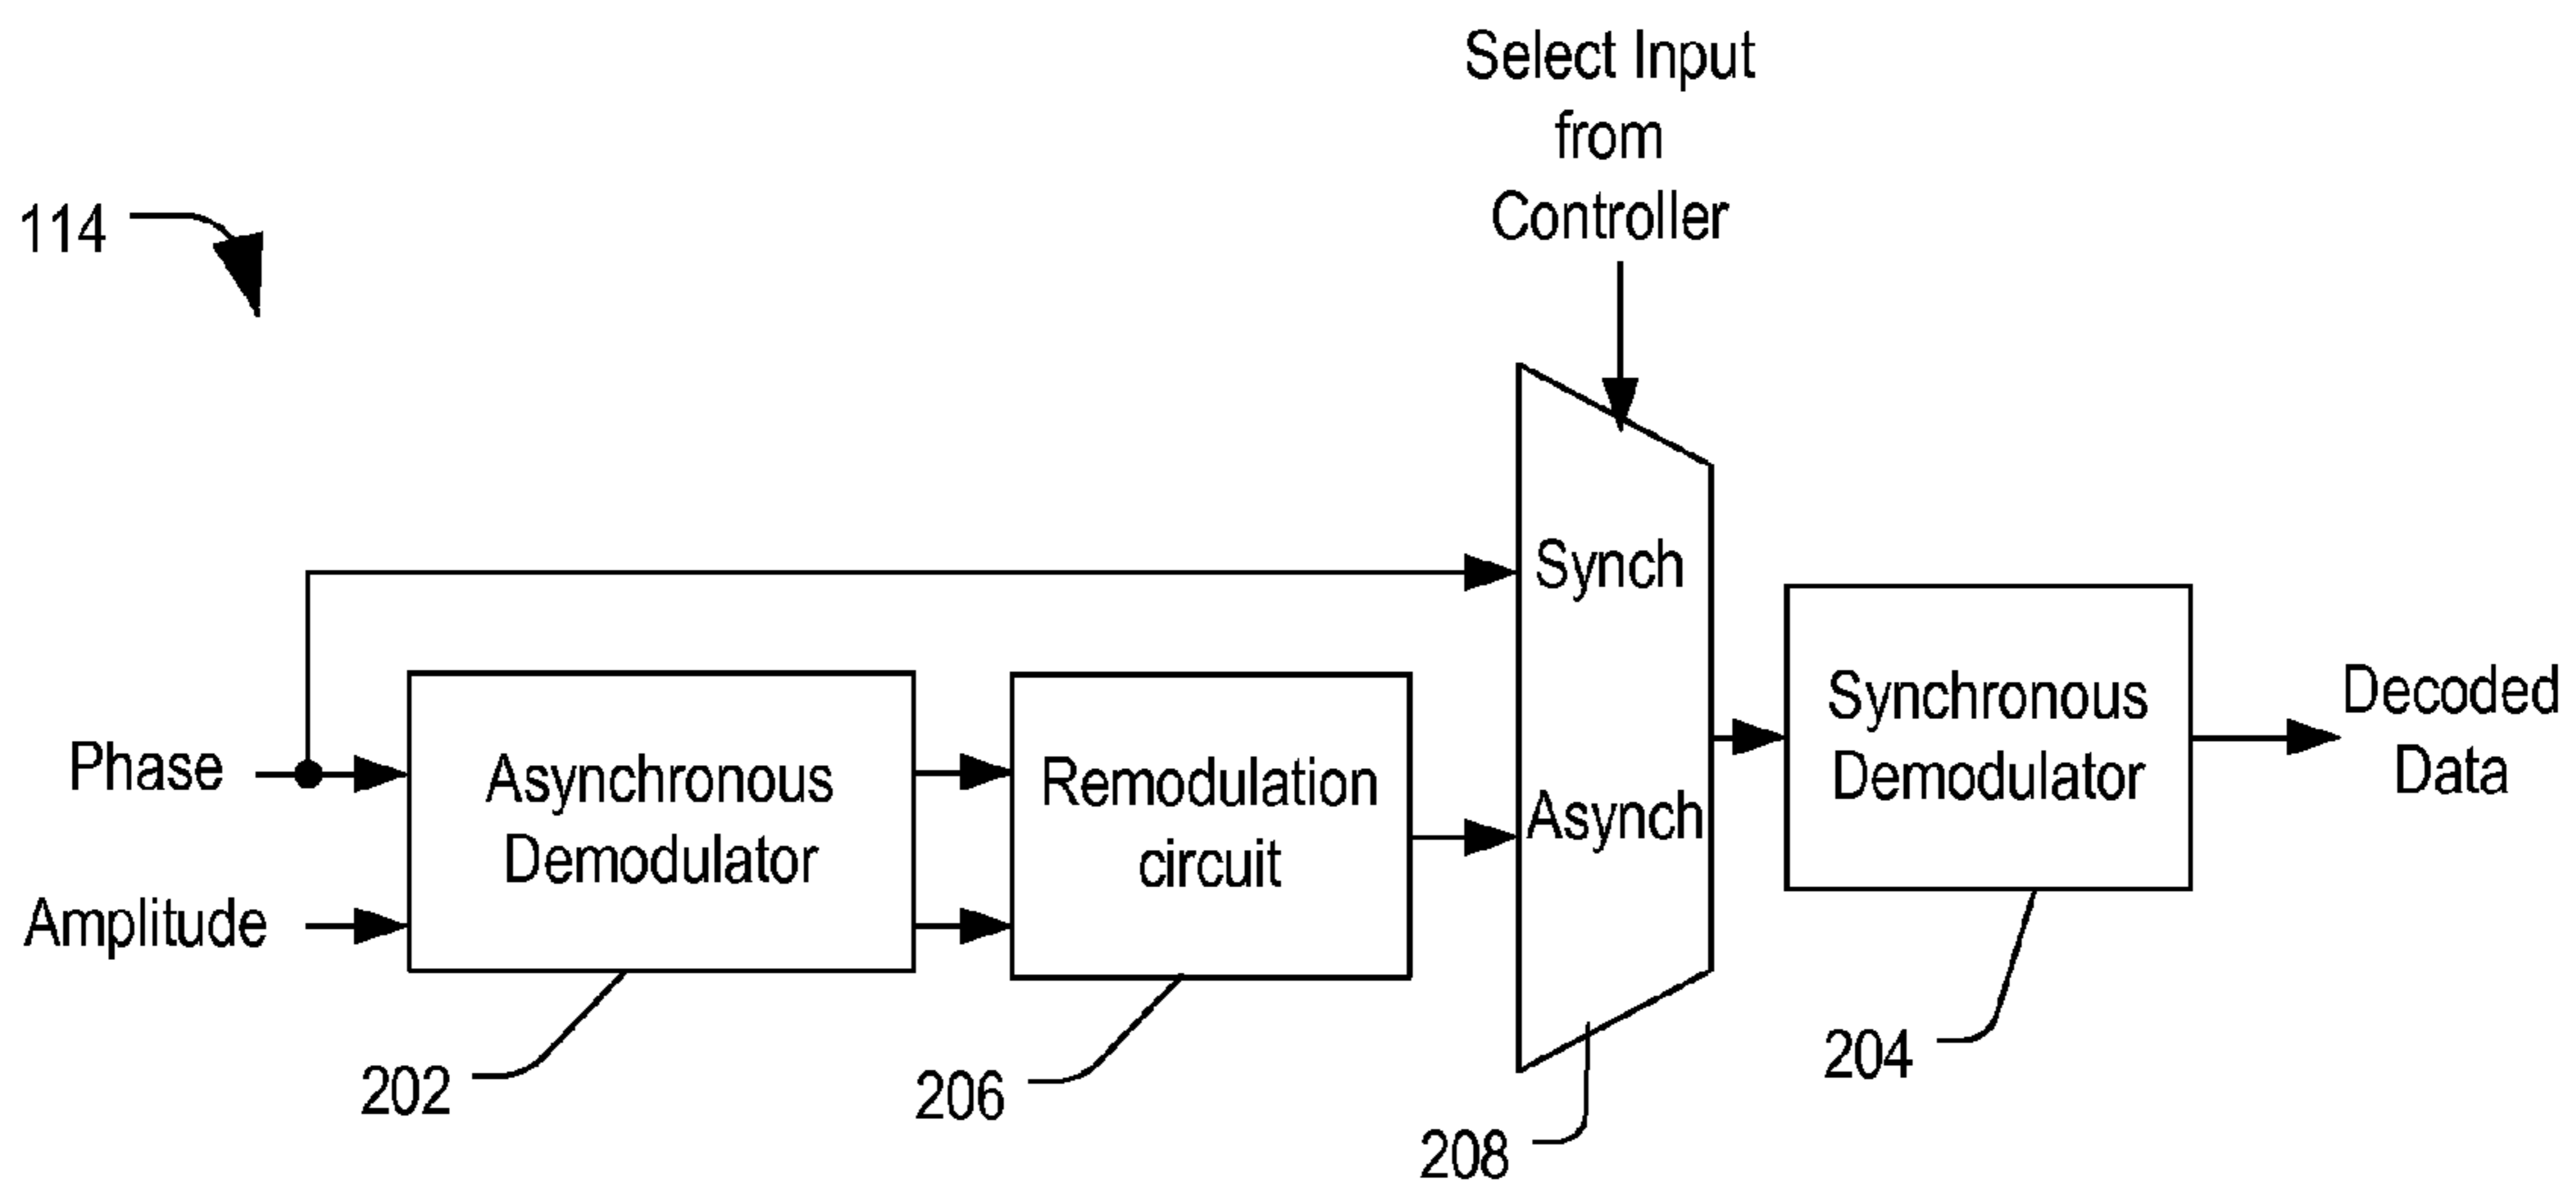 Select Input
from
Controller
114
Synch
Phase
Asynchronous
Demodulator
Remodulation
circuit
Asynch
Synchronous
Demodulator
Decoded
Data
Amplitude
202
206
208
204